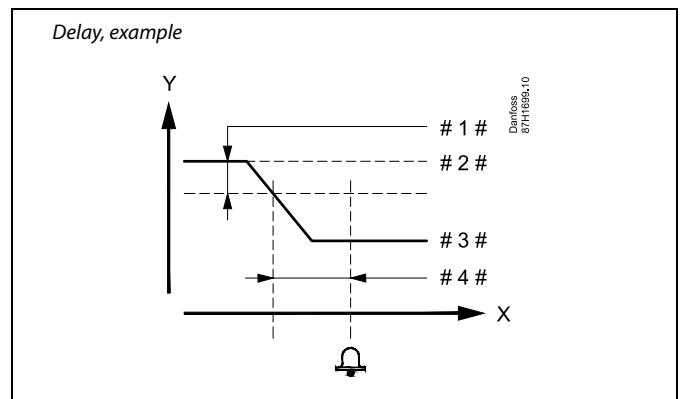 Delay, example
Y
Danfoss
87H1699.10
# 1 #
# 2 #
# 3 #
# 4 #
X